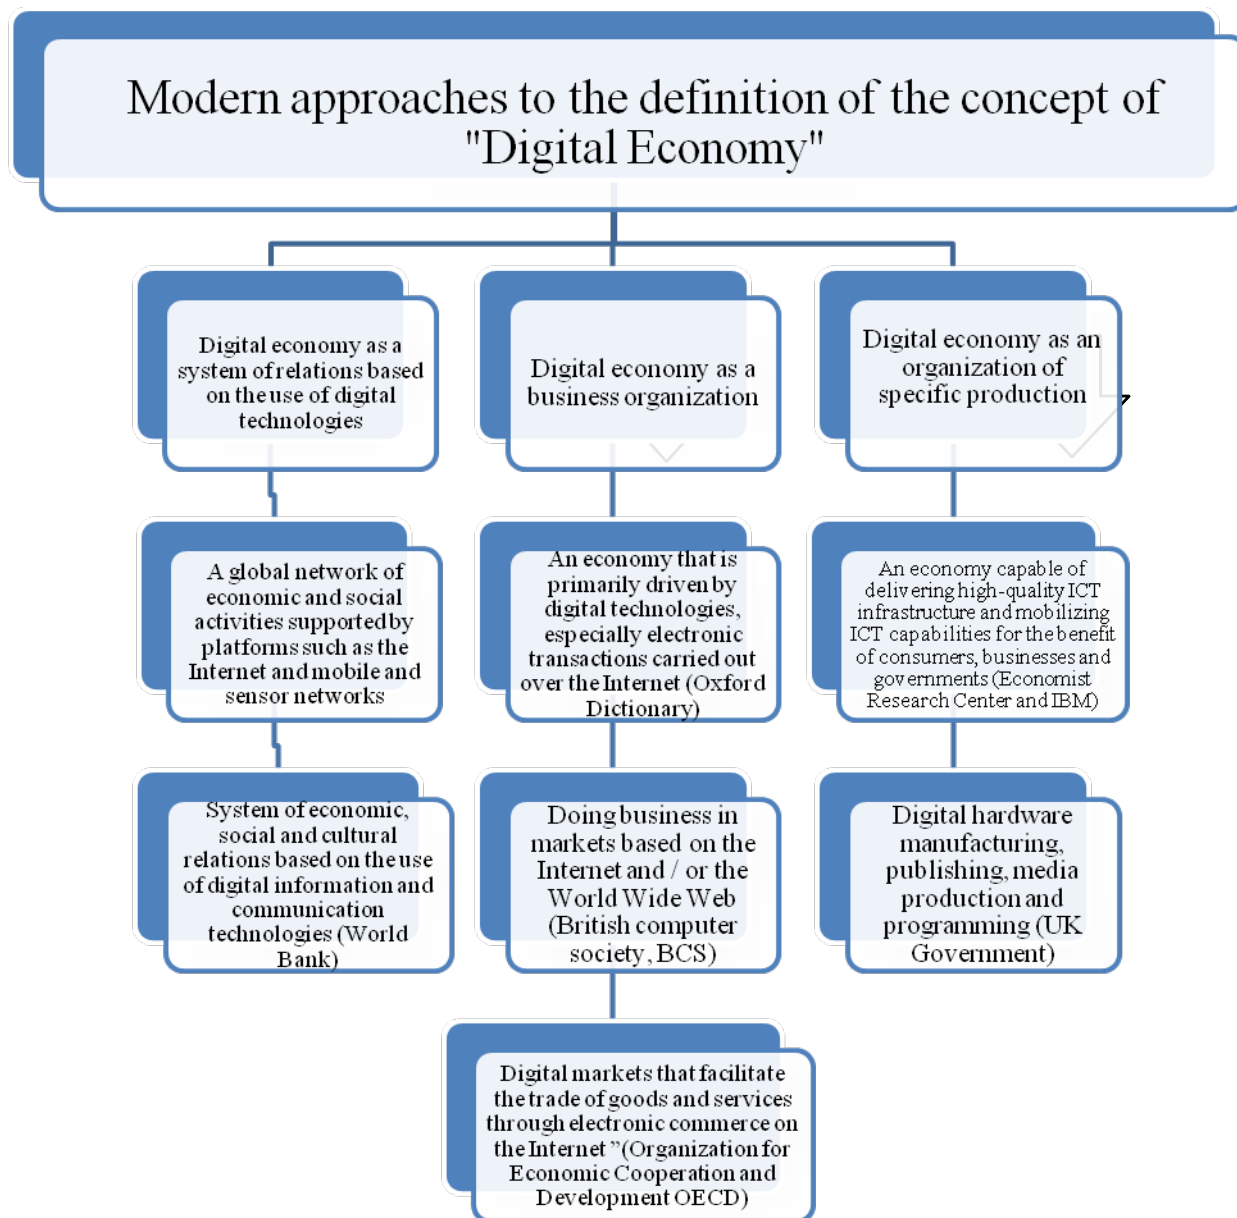 Modern approaches to the definition of the concept of
"Digital Economy"
Digital economy as a
system of relations based
on the use of digital
technologies
Digital economy as a
business organization
Digital economy as an
organization of
specific production
A global network of
economic and social
activities supported by
platforms such as the
Internet and mobile and
sensor networks
An economy that is
primarily driven by
digital technologies,
especially electronic
transactions carried out
over the Internet (Oxford
Dictionary)
An economy capable of
delivering high-quality ICT
infrastructure and mobilizing
ICT capabilities for the benefit
of consumers, businesses and
governments (Economist
Research Center and IBM)
System of economic,
social and cultural
relations based on the use
of digital information and
communication
technologies (World
Bank)
Doing business in
markets based on the
Internet and / or the
World Wide Web
(British computer
society, BCS)
Digital hardware
manufacturing,
publishing, media
production and
programming (UK
Government)
Digital markets that facilitate
the trade of goods and services
through electronic commerce on
the Internet ”(Organization for
Economic Cooperation and
Development OECD)